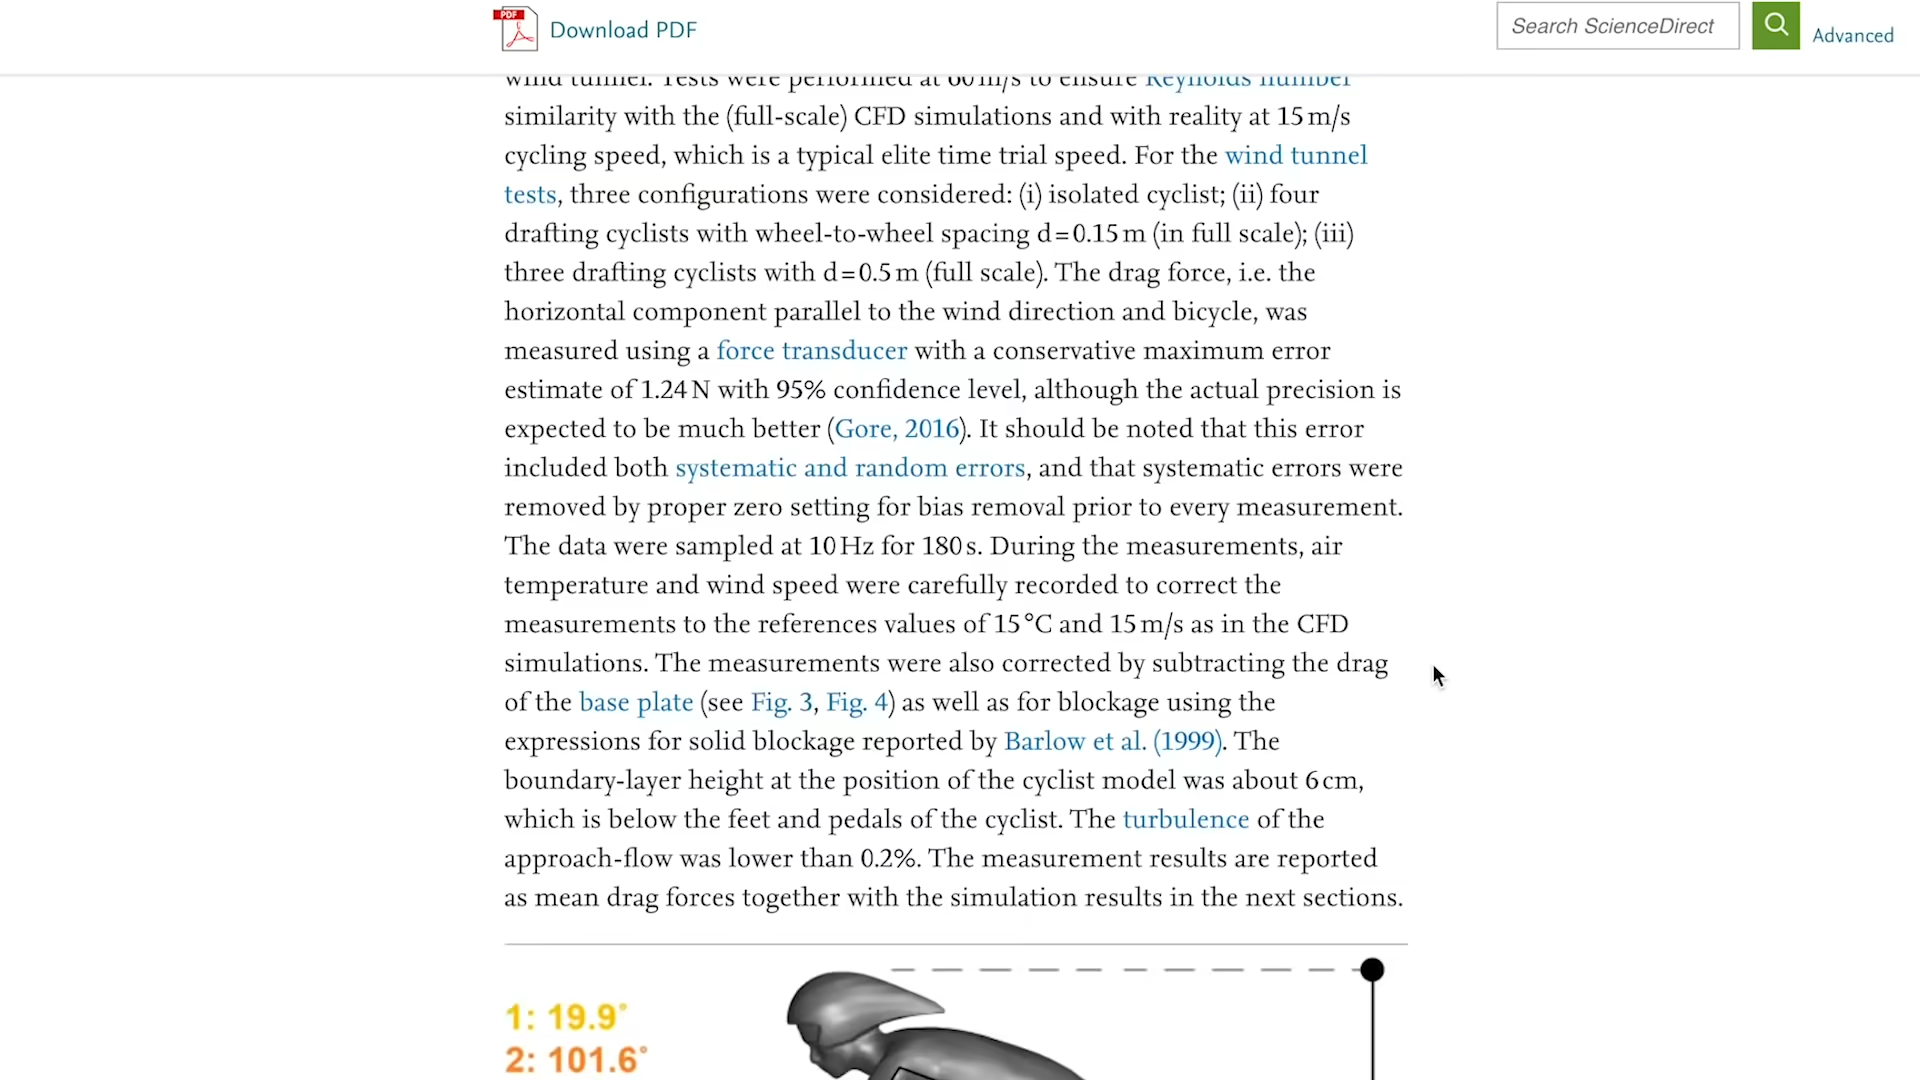 PDF
Download PDF
Search ScienceDirect
Advanced
wind tunnel. Tests were performed at 60 m/s to ensure Reynolds number
similarity with the (full-scale) CFD simulations and with reality at 15 m/s
cycling speed, which is a typical elite time trial speed. For the wind tunnel
tests, three configurations were considered: (i) isolated cyclist; (ii) four
drafting cyclists with wheel-to-wheel spacing d=0.15 m (in full scale); (iii)
three drafting cyclists with d=0.5 m (full scale). The drag force, i.e. the
horizontal component parallel to the wind direction and bicycle, was
measured using a force transducer with a conservative maximum error
estimate of 1.24 N with 95% confidence level, although the actual precision is
expected to be much better (Gore, 2016). It should be noted that this error
included both systematic and random errors, and that systematic errors were
removed by proper zero setting for bias removal prior to every measurement.
The data were sampled at 10 Hz for 180 s. During the measurements, air
temperature and wind speed were carefully recorded to correct the
measurements to the references values of 15 °C and 15 m/s as in the CFD
simulations. The measurements were also corrected by subtracting the drag
of the base plate (see Fig. 3, Fig. 4) as well as for blockage using the
expressions for solid blockage reported by Barlow et al. (1999). The
boundary-layer height at the position of the cyclist model was about 6 cm,
which is below the feet and pedals of the cyclist. The turbulence of the
approach-flow was lower than 0.2%. The measurement results are reported
as mean drag forces together with the simulation results in the next sections.
1: 19.9°
2: 101.6°